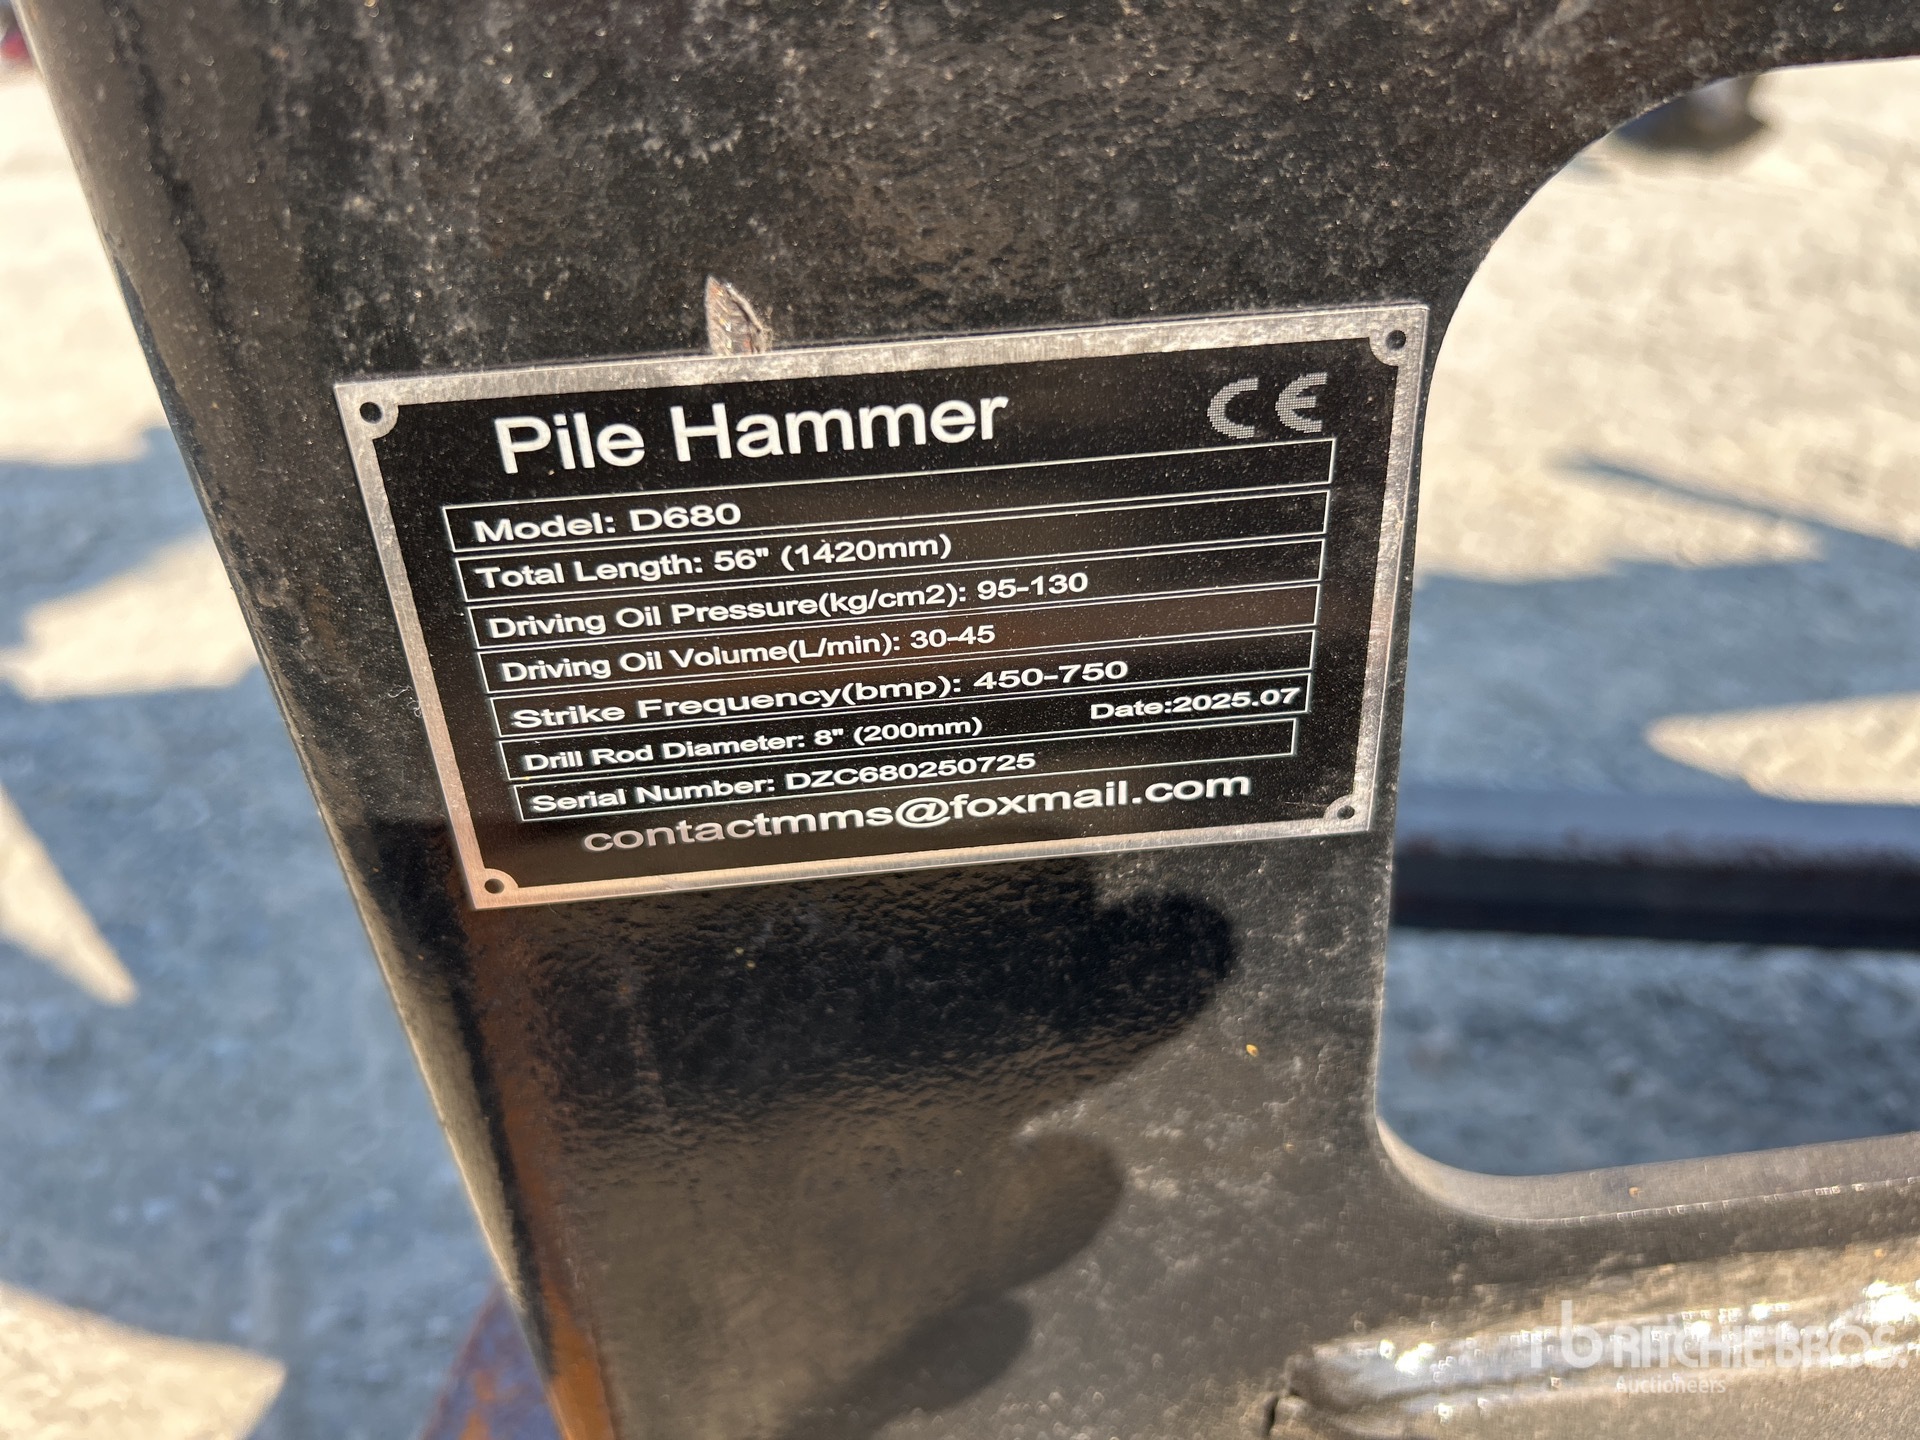 Pile Hammer CE
Model: D680
Total Length: 56" (1420mm)
Driving Oil Pressure(kg/cm2): 95-130
Driving Oil Volume(L/min): 30-45
Strike Frequency(bmp): 450-750
Drill Rod Diameter: 8" (200mm) Date:2025.07
Serial Number: DZC680250725
contactmms@foxmail.com
rb RITCHIE BROS.
Auctioneers